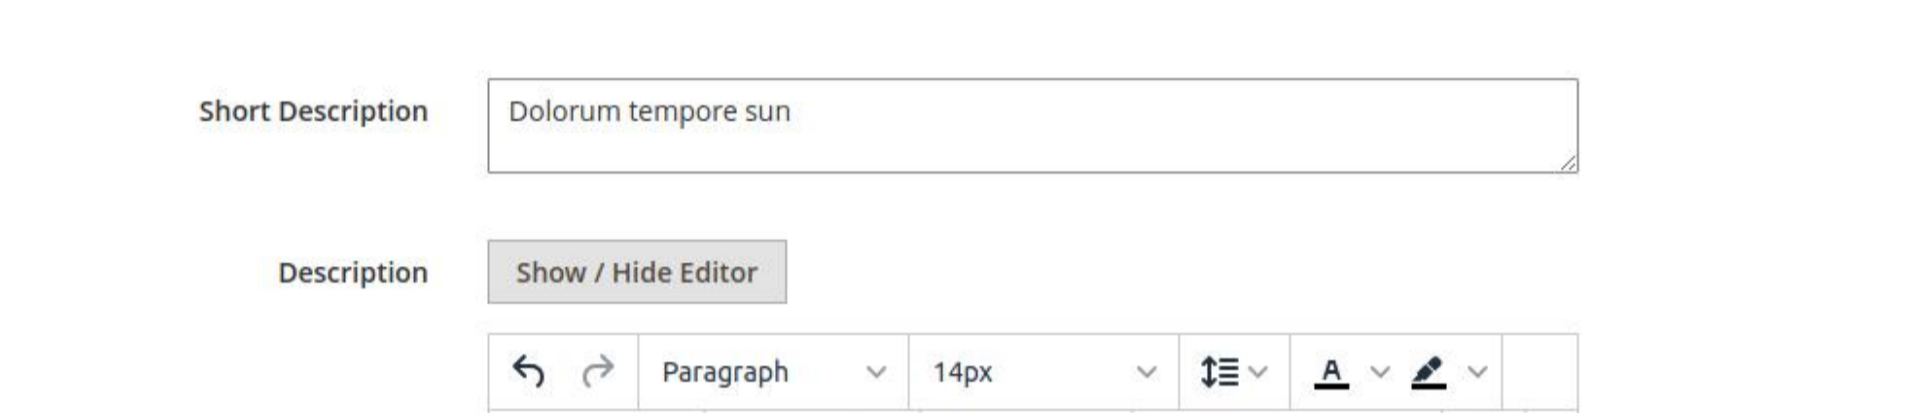 Short Description
Dolorum tempore sun
Description
Show / Hide Editor
Paragraph
14px
A